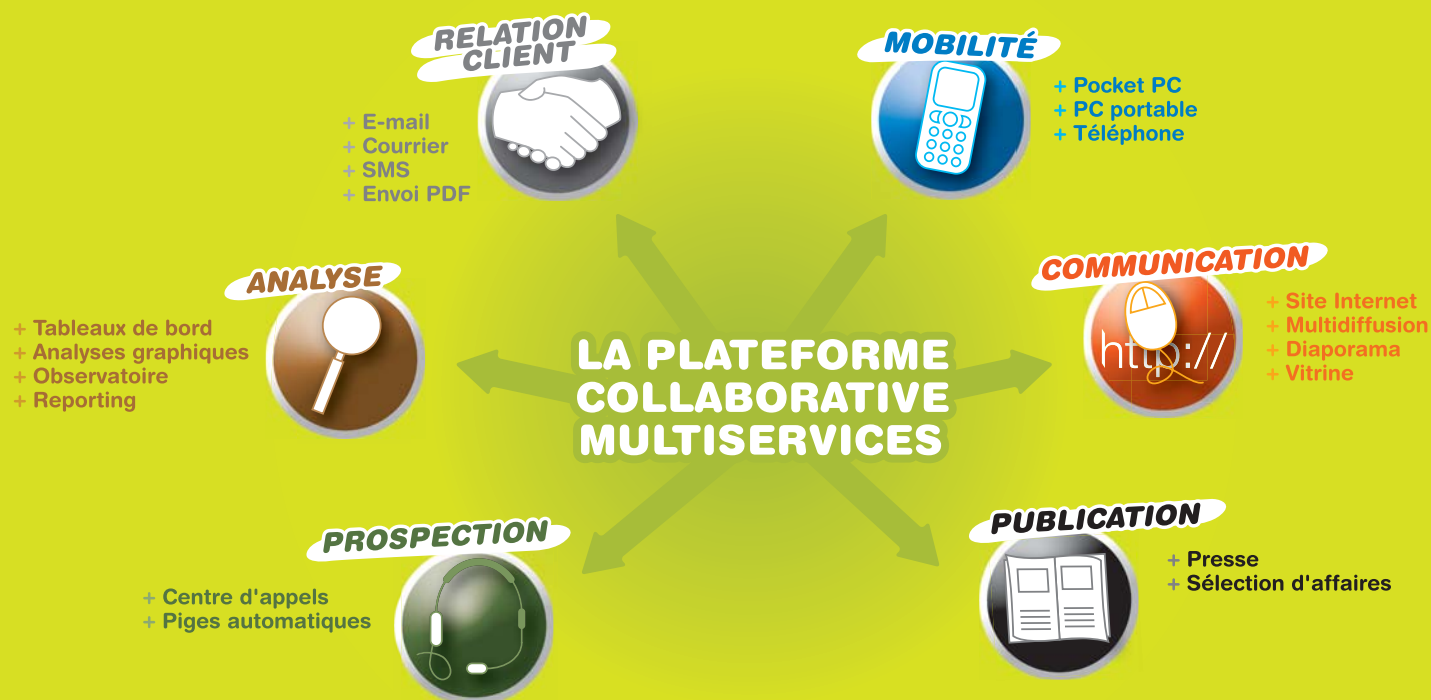 RELATION
CLIENT
+ E-mail
+ Courrier
+ SMS
+ Envoi PDF
MOBILITÉ
+ Pocket PC
+ PC portable
+ Téléphone
ANALYSE
+ Tableaux de bord
+ Analyses graphiques
+ Observatoire
+ Reporting
LA PLATEFORME
COLLABORATIVE
MULTISERVICES
COMMUNICATION
http://
+ Site Internet
+ Multidiffusion
+ Diaporama
+ Vitrine
PROSPECTION
+ Centre d'appels
+ Piges automatiques
PUBLICATION
+ Presse
+ Sélection d'affaires